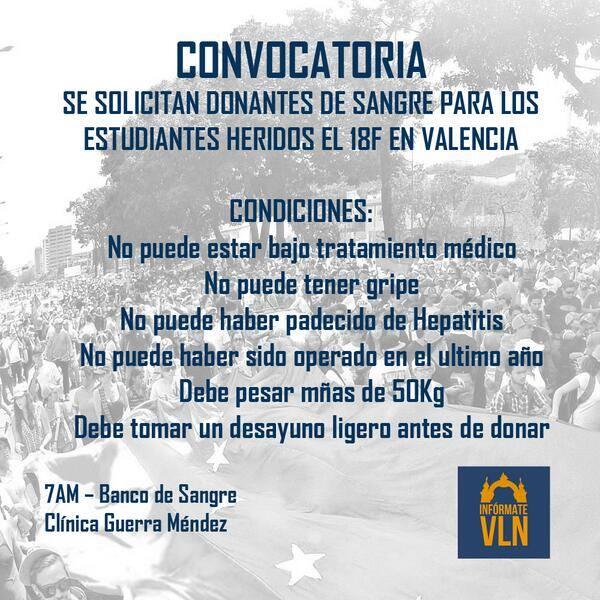 CONVOCATORIA
SE SOLICITAN DONANTES DE SANGRE PARA LOS
ESTUDIANTES HERIDOS EL 18F EN VALENCIA
CONDICIONES:
No puede estar bajo tratamiento médico
No puede tener gripe
No puede haber padecido de Hepatitis
No puede haber sido operado en el ultimo año
Debe pesar mñas de 50Kg
Debe tomar un desayuno ligero antes de donar
7AM – Banco de Sangre
Clínica Guerra Méndez
INFÓRMATE
VLN